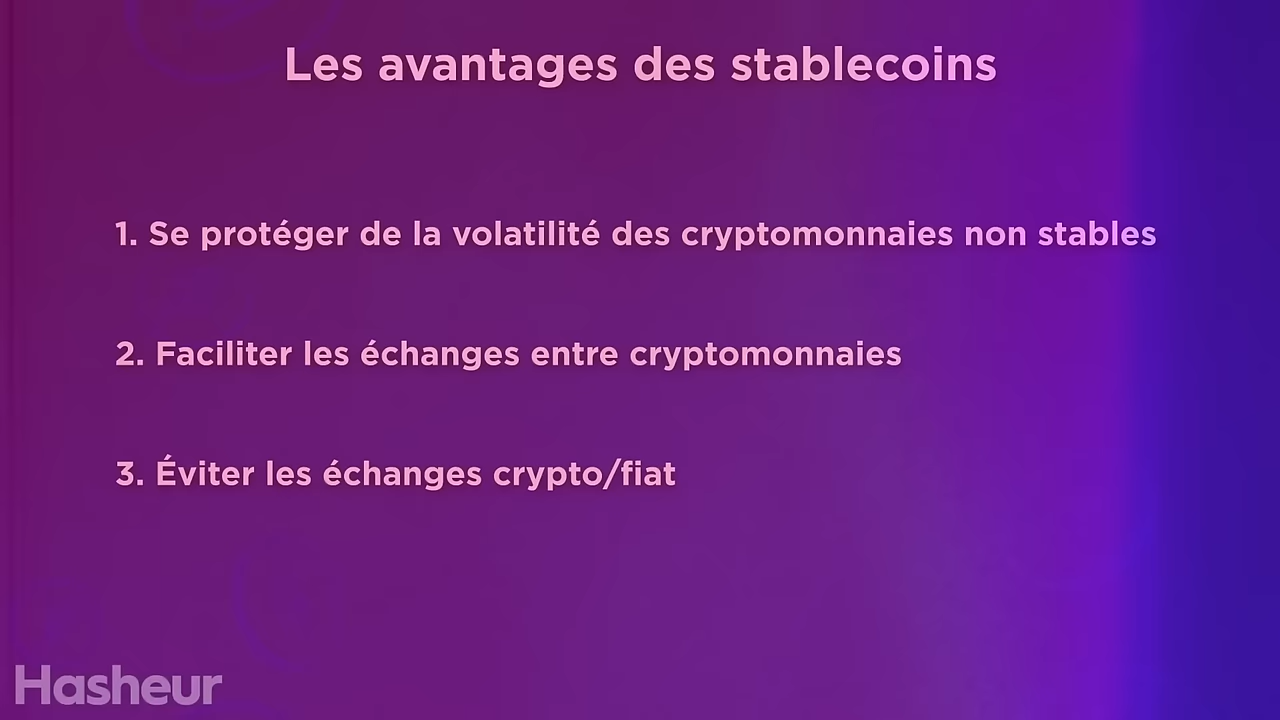 Les avantages des stablecoins
1. Se protéger de la volatilité des cryptomonnaies non stables
2. Faciliter les échanges entre cryptomonnaies
3. Éviter les échanges crypto/fiat
Hasheur